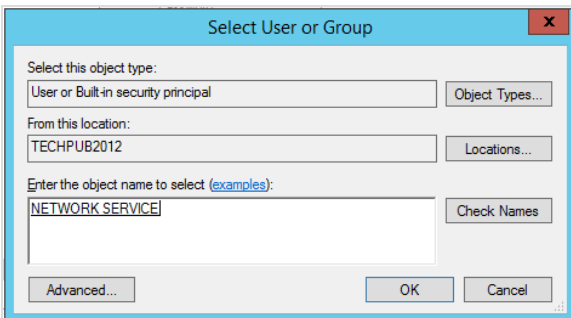 Select User or Group
x
Select this object type:
User or Built-in security principal
Object Types...
From this location:
TECHPUB2012
Locations...
Enter the object name to select (examples):
NETWORK SERVICE
Check Names
Advanced...
OK
Cancel